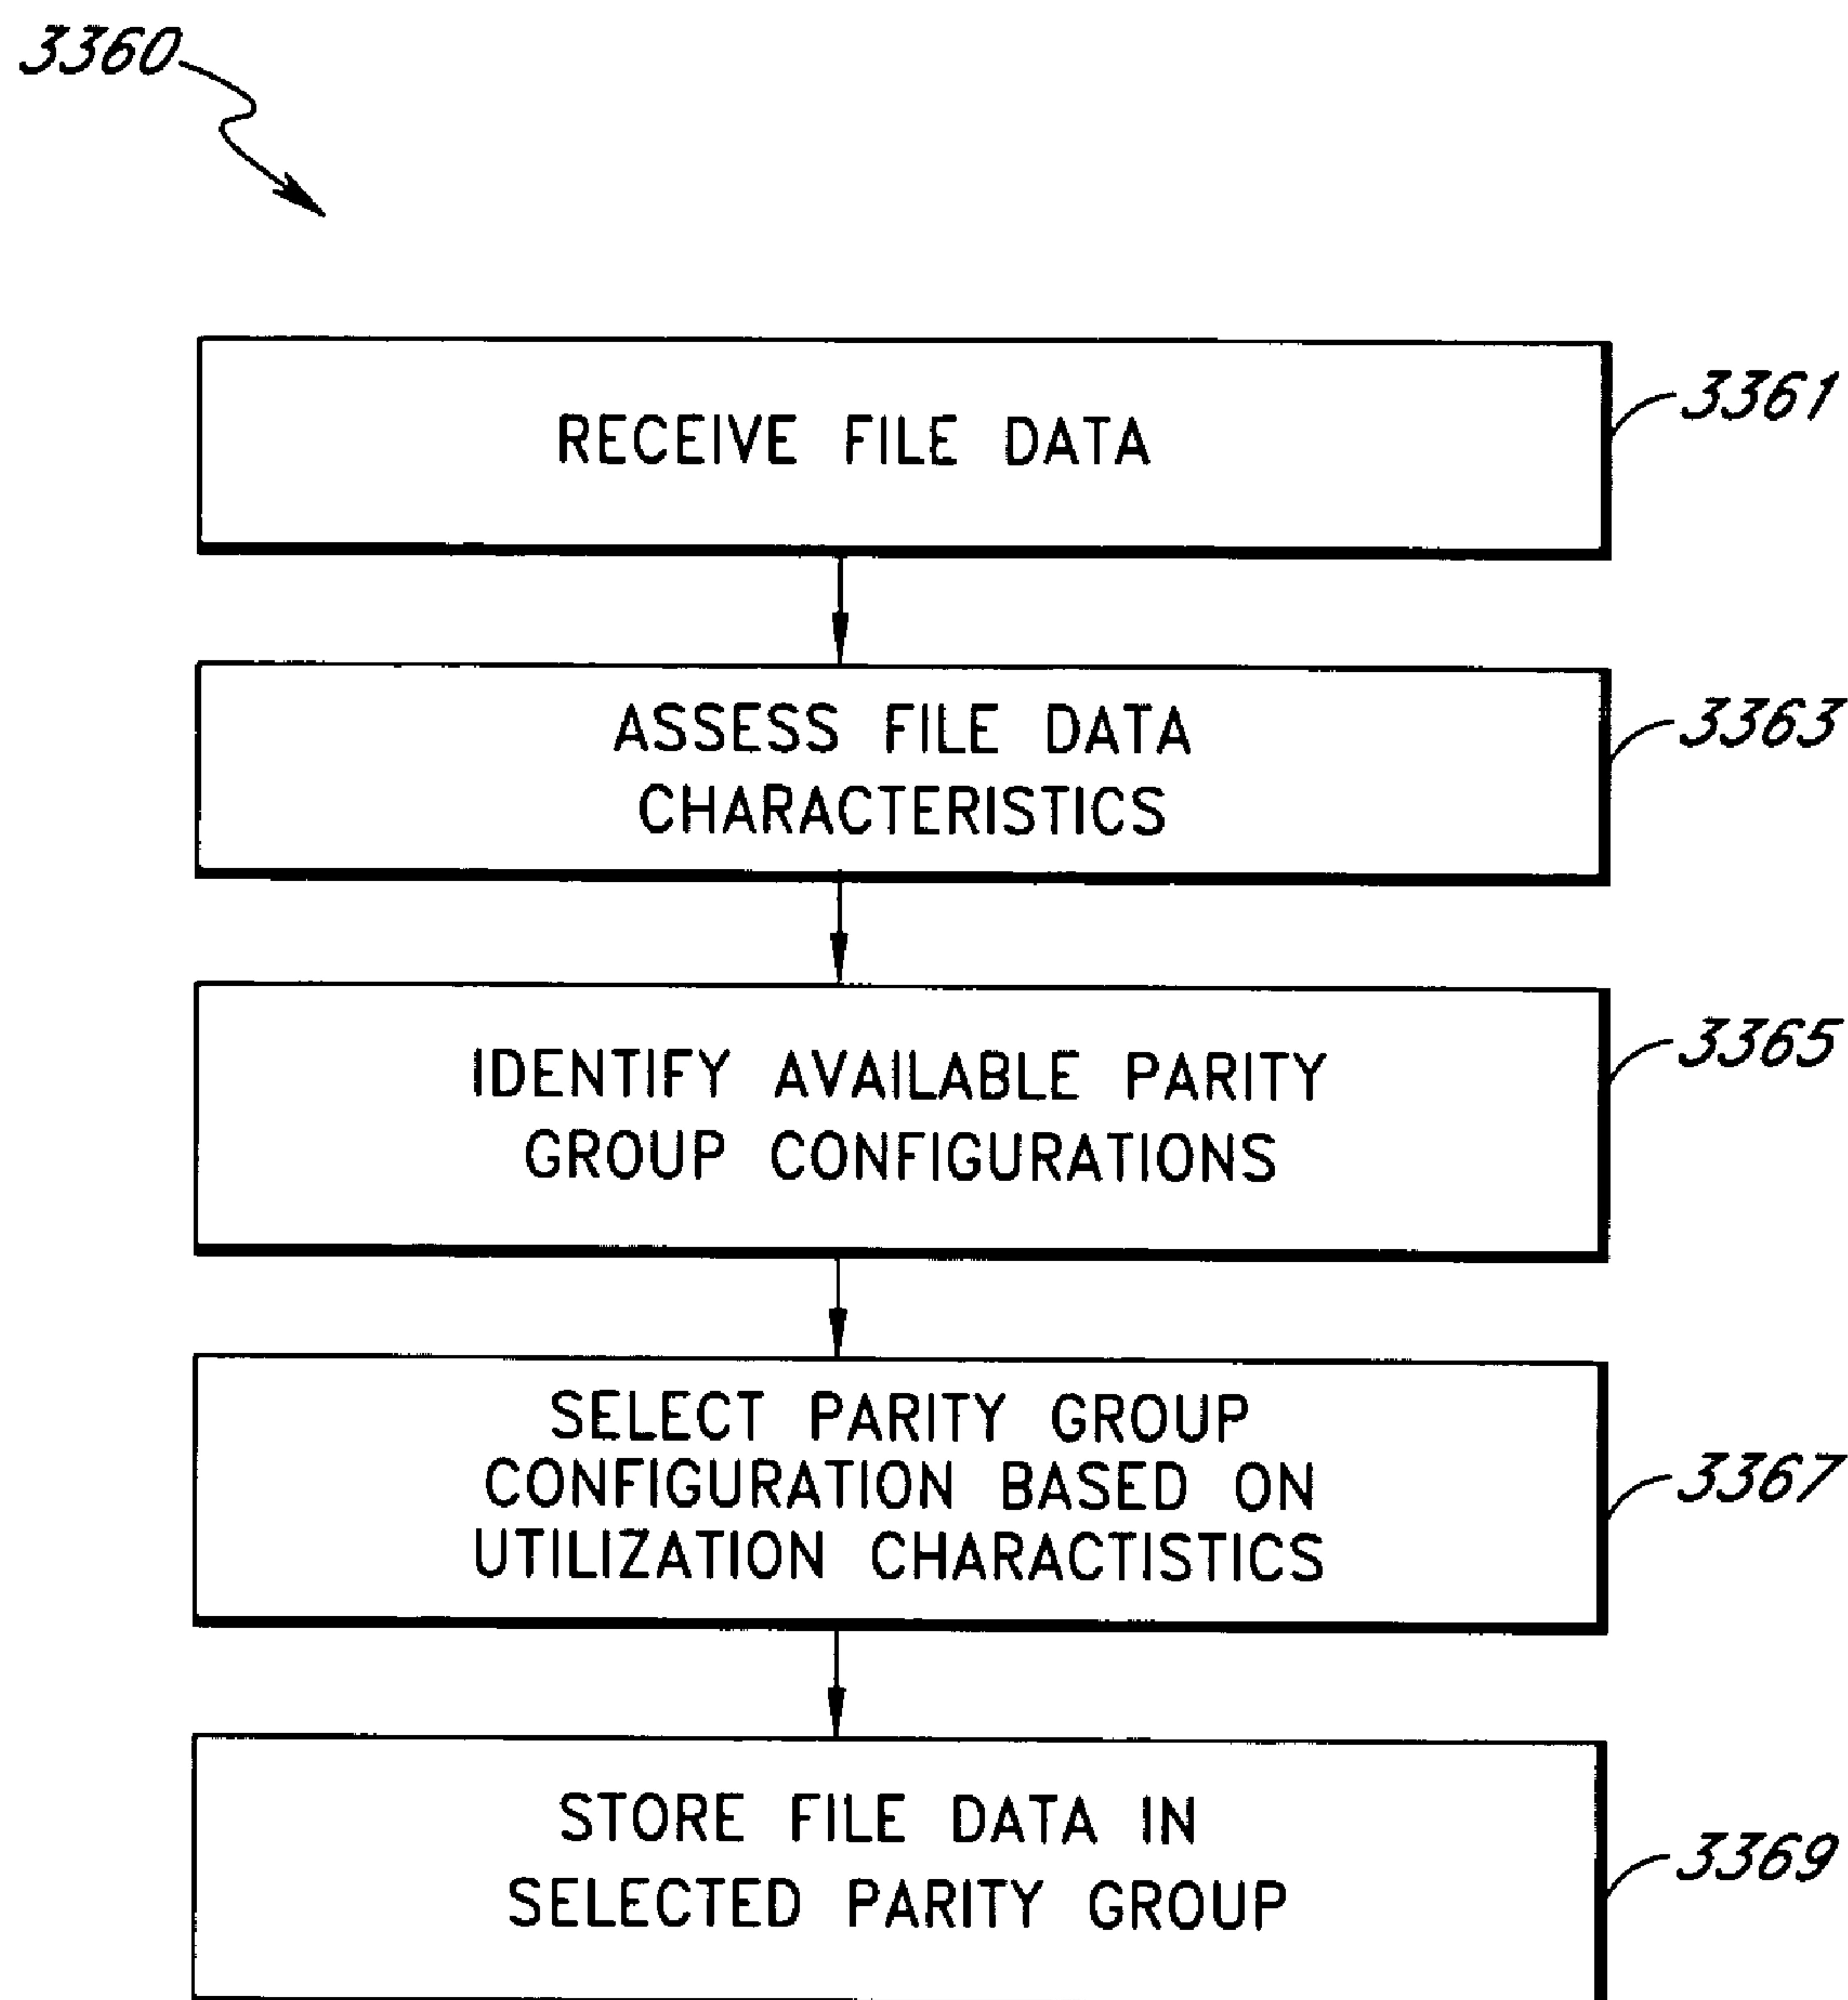 3360
RECEIVE FILE DATA
3361
ASSESS FILE DATA
CHARACTERISTICS
3363
IDENTIFY AVAILABLE PARITY
GROUP CONFIGURATIONS
3365
SELECT PARITY GROUP
CONFIGURATION BASED ON
UTILIZATION CHARACTISTICS
3367
STORE FILE DATA IN
SELECTED PARITY GROUP
3369